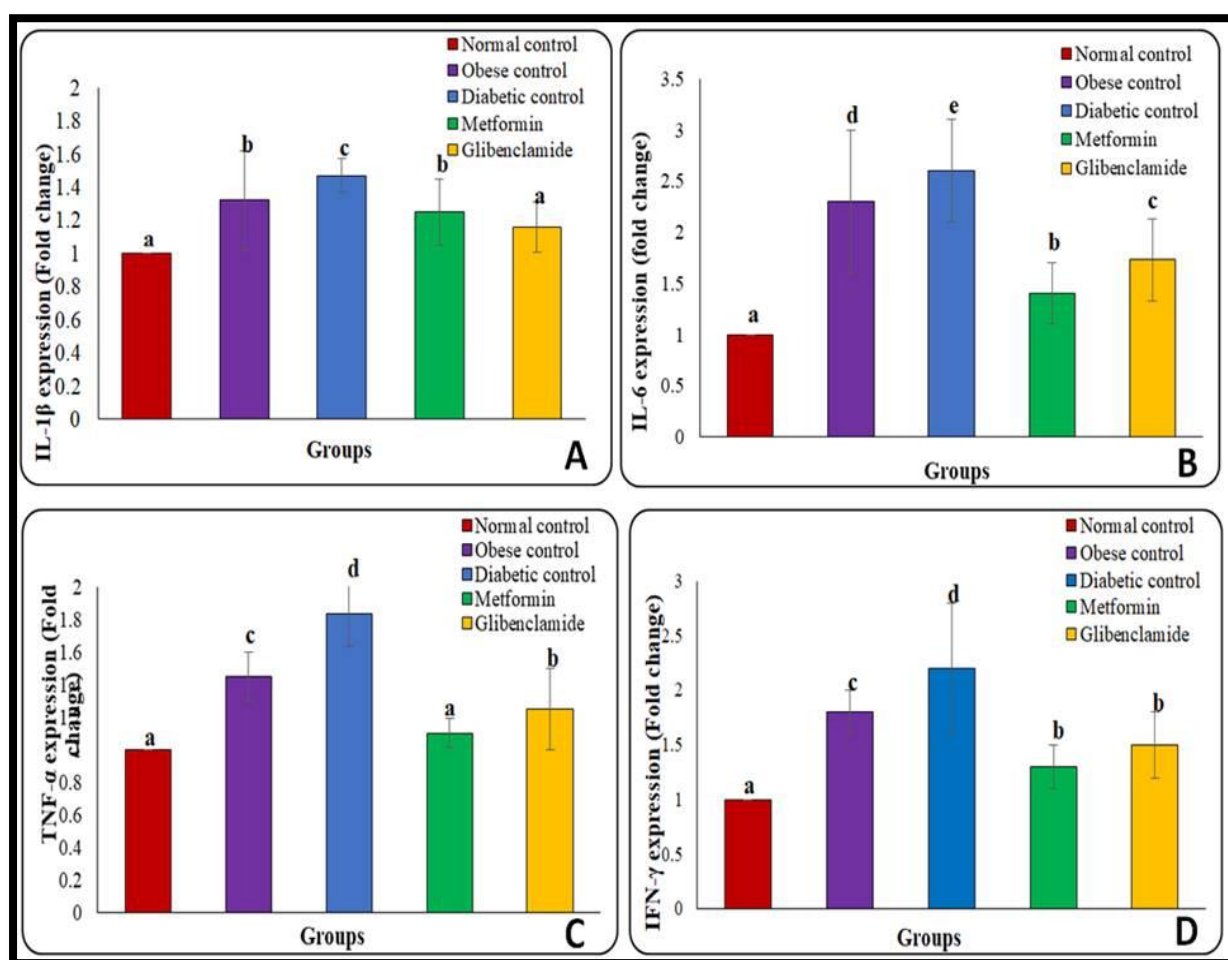 Normal control
Obese control
Diabetic control
Metformin
Glibenclamide
IL-1β expression (Fold change)
2
1.8
1.6
1.4
1.2
1
0.8
0.6
0.4
0.2
0
a
b
c
b
a
Groups
A
Normal control
Obese control
Diabetic control
Metformin
Glibenclamide
IL-6 expression (fold change)
3.5
3
2.5
2
1.5
1
0.5
0
a
d
e
b
c
Groups
B
Normal control
Obese control
Diabetic control
Metformin
Glibenclamide
TNF-α expression (Fold
change)
2
1.8
1.6
0.8
0.6
0.4
0.2
0
a
c
d
a
b
Groups
C
Normal control
Obese control
Diabetic control
Metformin
Glibenclamide
IFN-γ expression (Fold change)
3
2.5
2
1.5
1
0.5
0
a
c
d
b
b
Groups
D